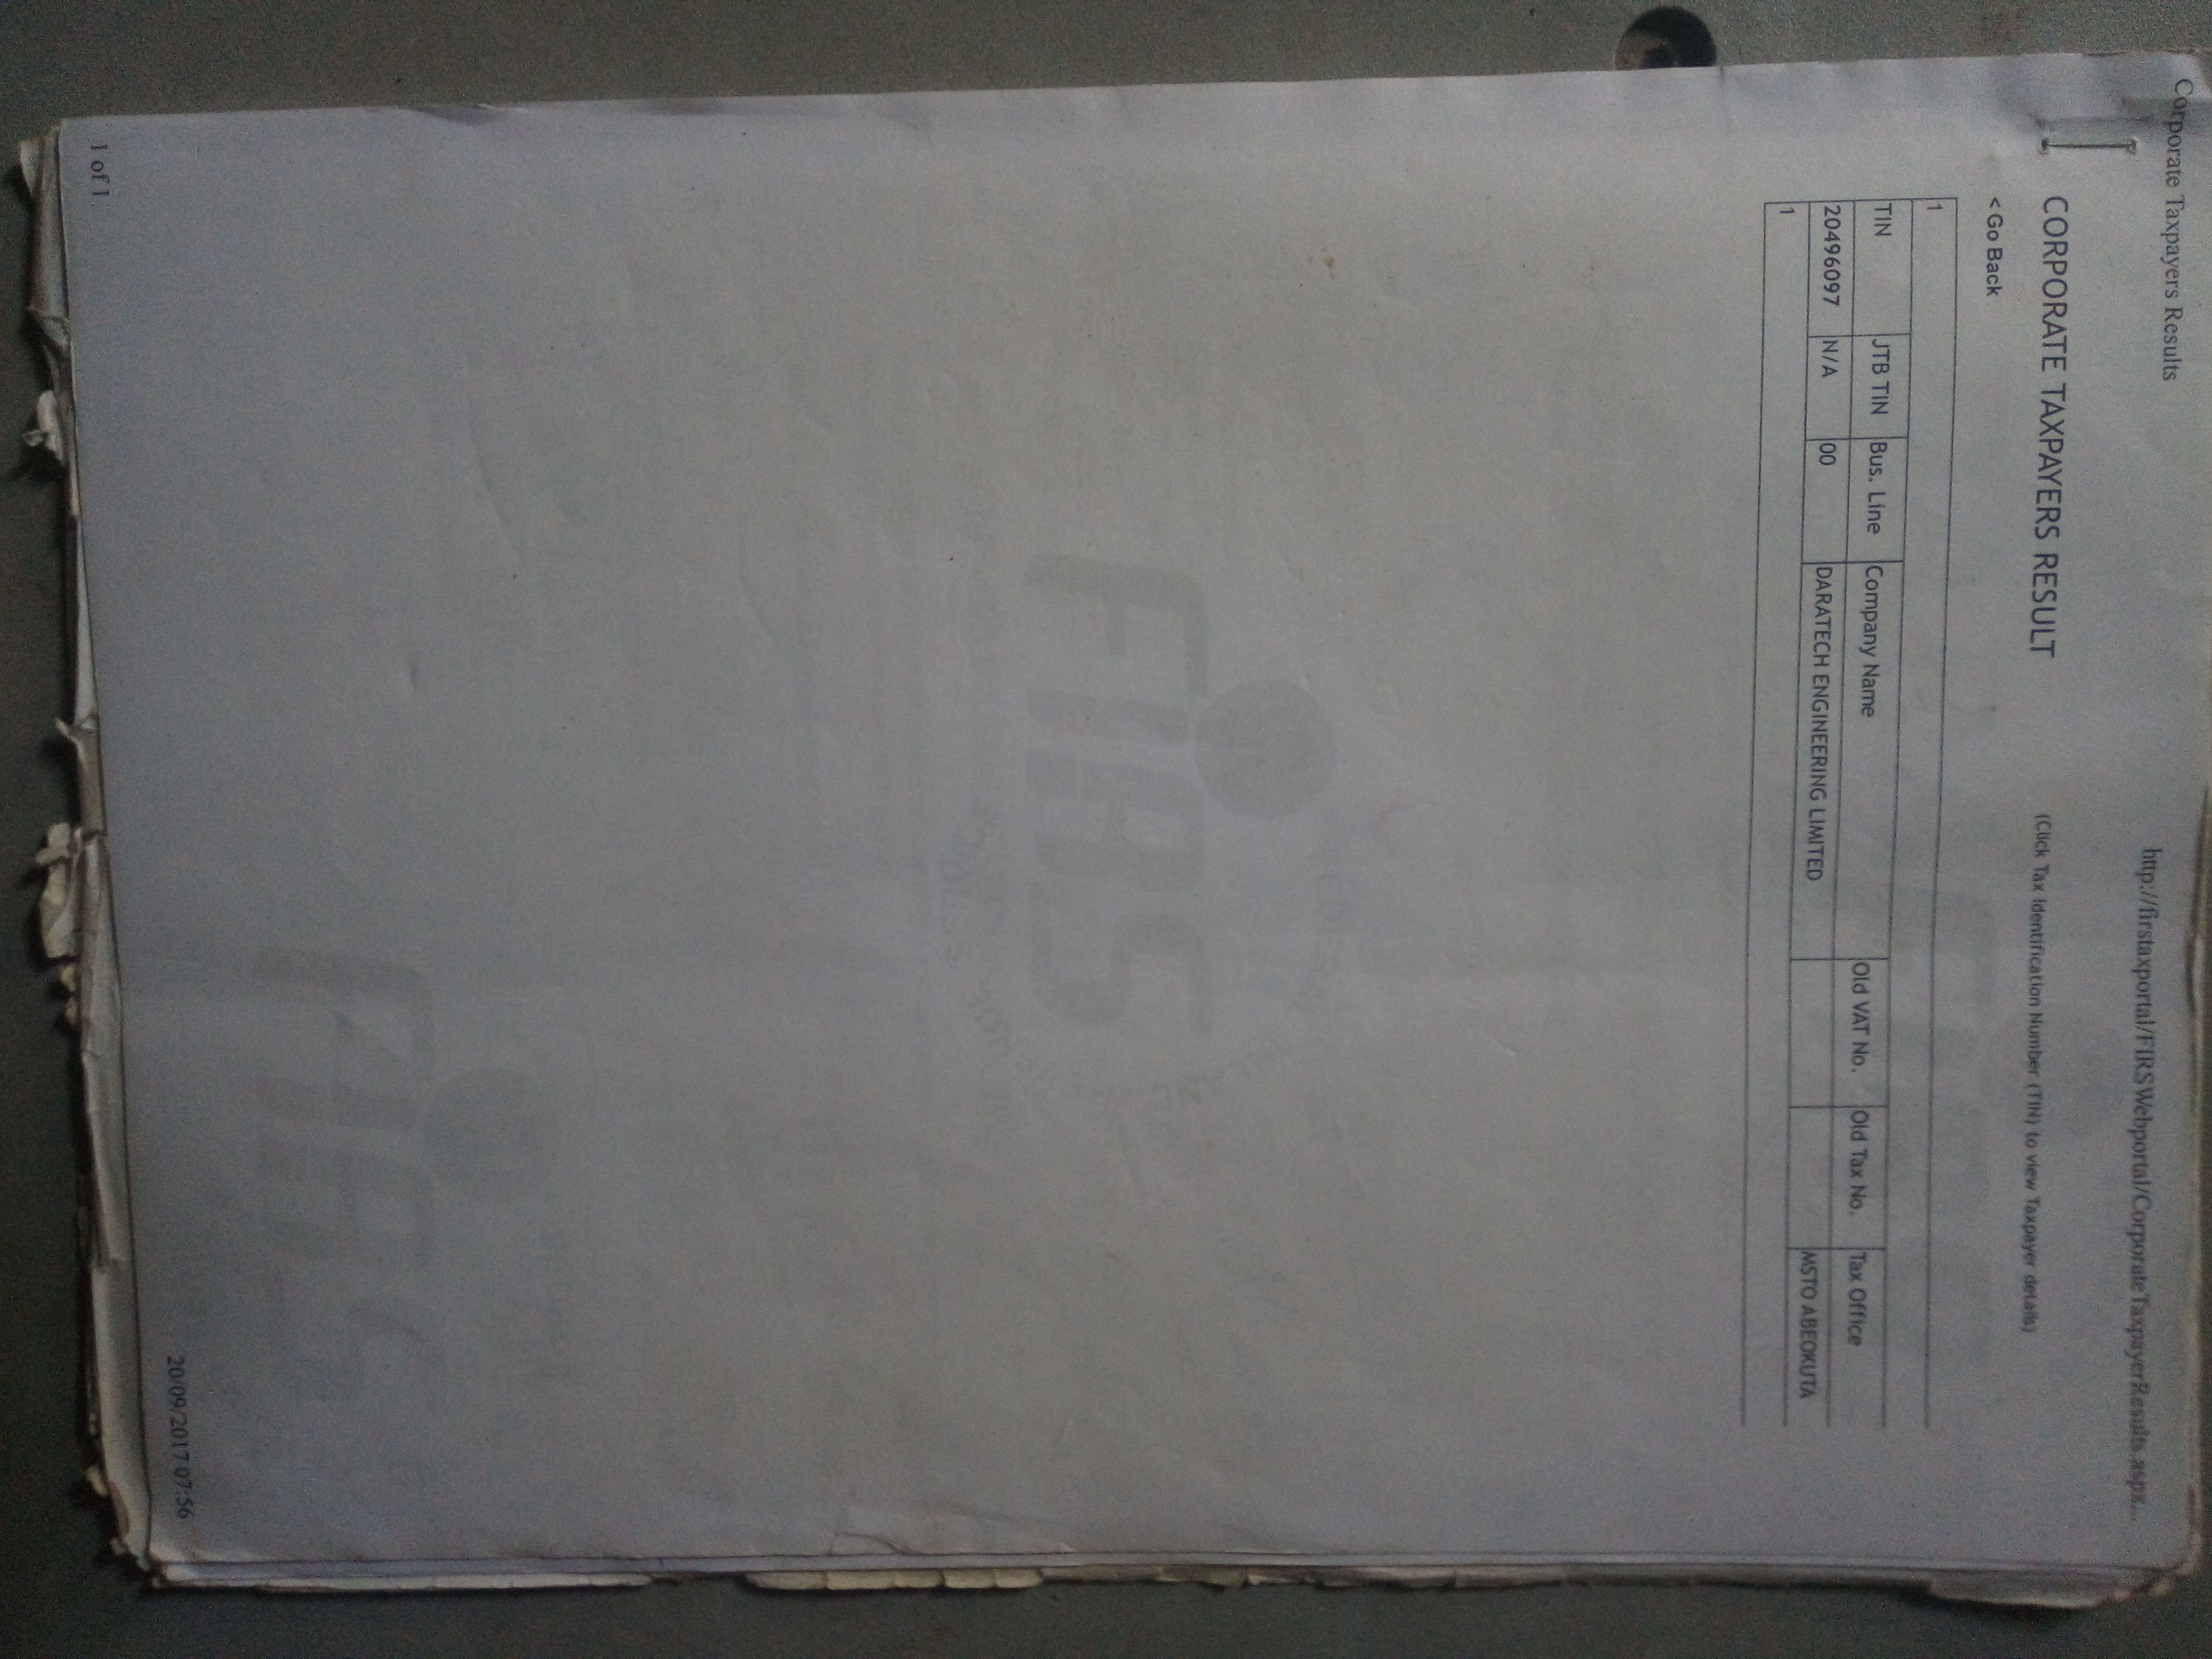 Corporate Taxpayers Results http://firstaxportal/FIRSWebportal/CorporateTaxpayerResults.aspx...
CORPORATE TAXPAYERS RESULT (Click Tax Identification Number (TIN) to view Taxpayer details)
< Go Back
1
TIN JTB TIN Bus. Line Company Name Old VAT No. Old Tax No. Tax Office
20496097 N/A 00 DARATECH ENGINEERING LIMITED MSTO ABEOKUTA
1
FIRS
1 of 1 20/09/2017 07:56